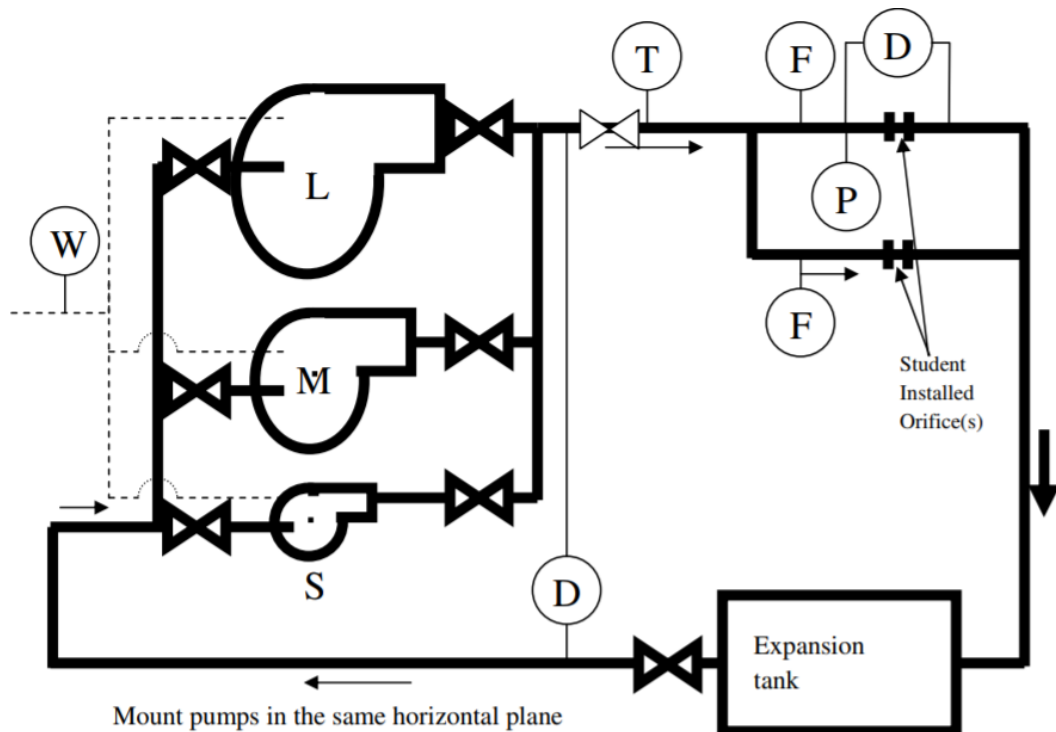 T
F
D
L
P
W
F
M
Student
Installed
Orifice(s)
S
D
Expansion
tank
Mount pumps in the same horizontal plane